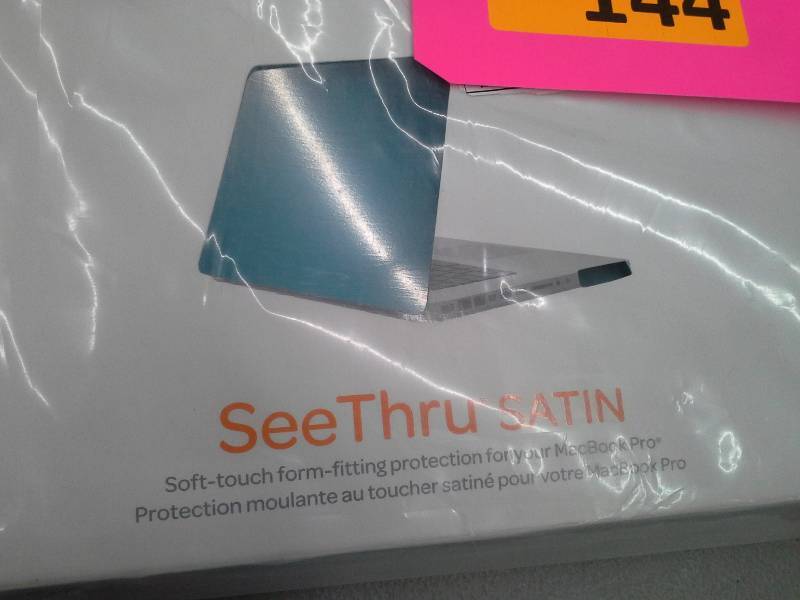 144
SeeThru SATIN
Soft-touch form-fitting protection for your MacBook Pro®
Protection moulante au toucher satiné pour votre MacBook Pro